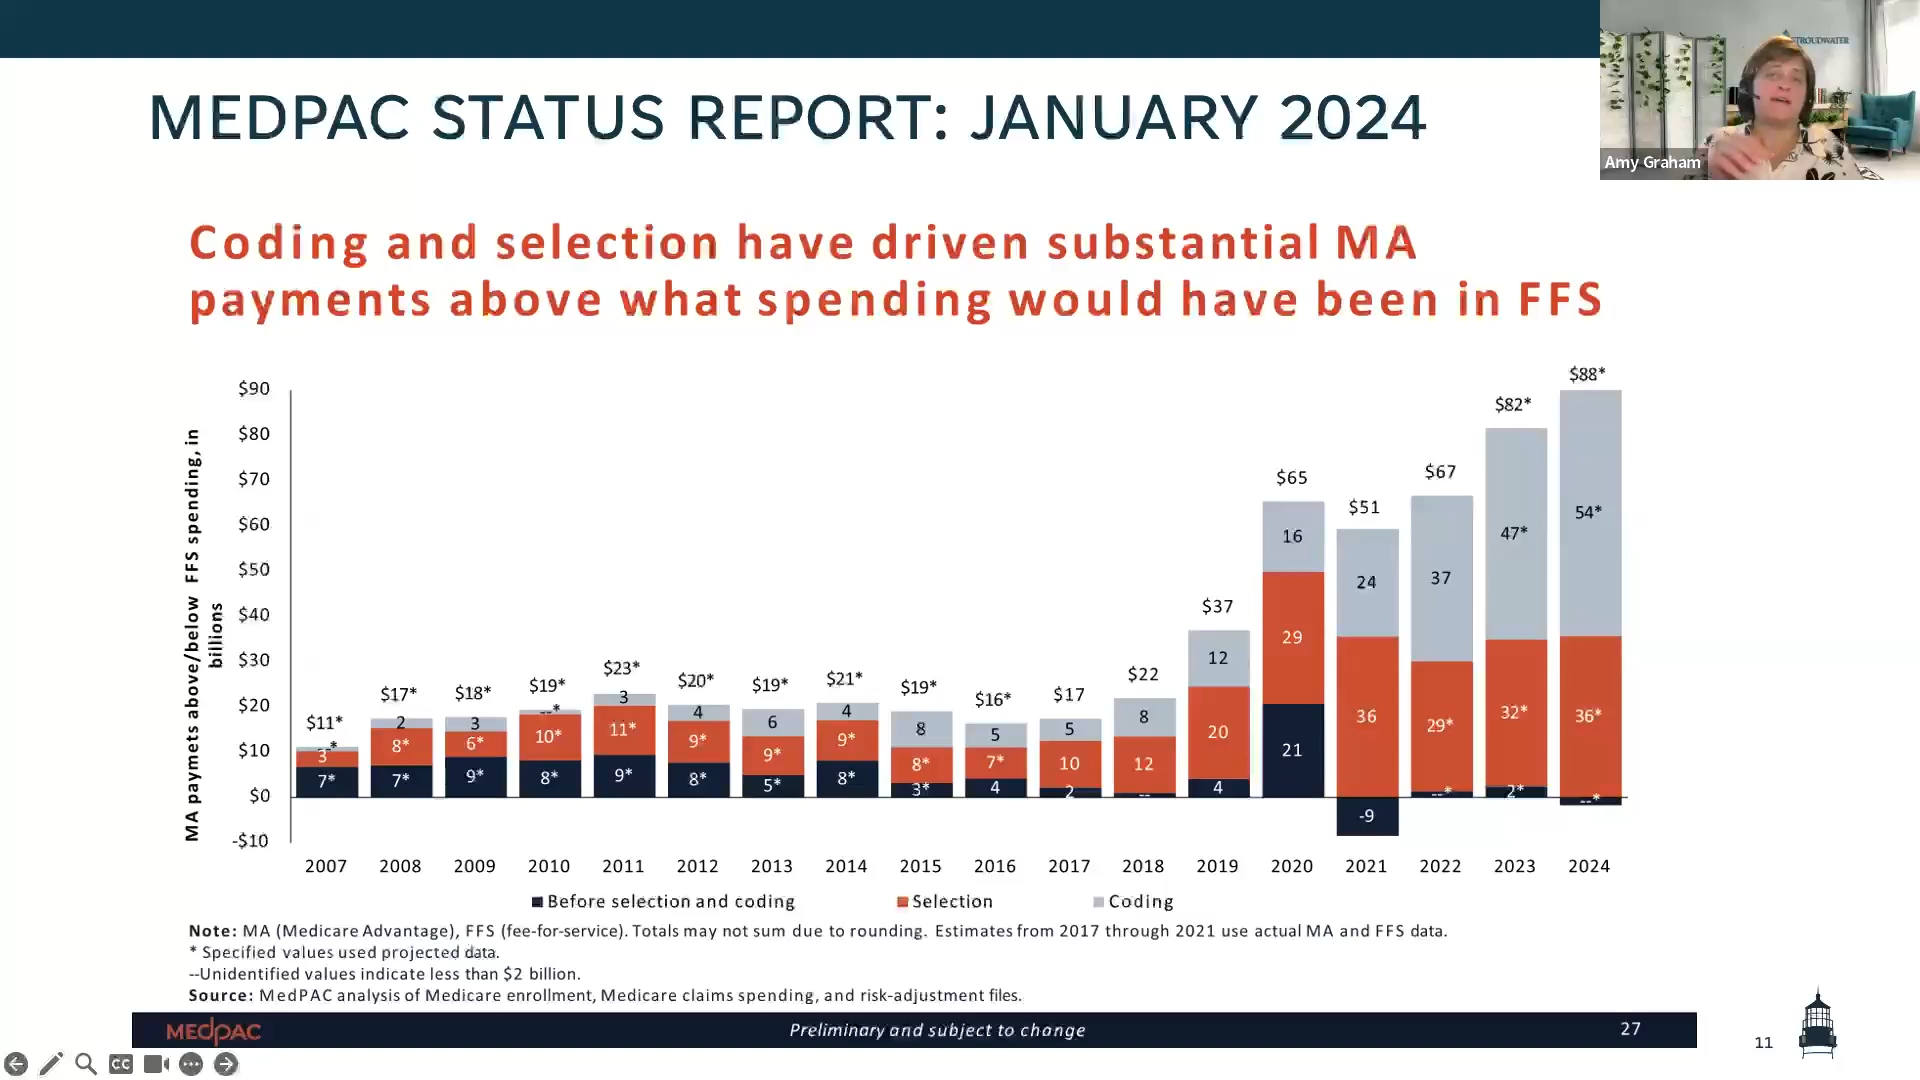 TROUDWATER
Amy Graham
MEDPAC STATUS REPORT: JANUARY 2024
Coding and selection have driven substantial MA
payments above what spending would have been in FFS
MA paymets above/below FFS spending, in
billions
$90
$80
$70
$60
$50
$40
$30
$20
$10
$0
-$10
$11* $17* $18* $19* $23* $20* $19* $21* $19* $16* $17 $22 $37 $65 $51 $67 $82* $88*
--* 2 3 --* 3 4 6 4 8 5 5 8 12 16 24 37 47* 54*
3* 8* 6* 10* 11* 9* 9* 9* 8* 7* 10 12 20 29 36 29* 32* 36*
7* 7* 9* 8* 9* 8* 5* 8* 3* 4 2 -- 4 21 -9 --* 2* --*
2007 2008 2009 2010 2011 2012 2013 2014 2015 2016 2017 2018 2019 2020 2021 2022 2023 2024
Before selection and coding Selection Coding
Note: MA (Medicare Advantage), FFS (fee-for-service). Totals may not sum due to rounding. Estimates from 2017 through 2021 use actual MA and FFS data.
* Specified values used projected data.
--Unidentified values indicate less than $2 billion.
Source: MedPAC analysis of Medicare enrollment, Medicare claims spending, and risk-adjustment files.
MEDPAC Preliminary and subject to change 27
11
CC